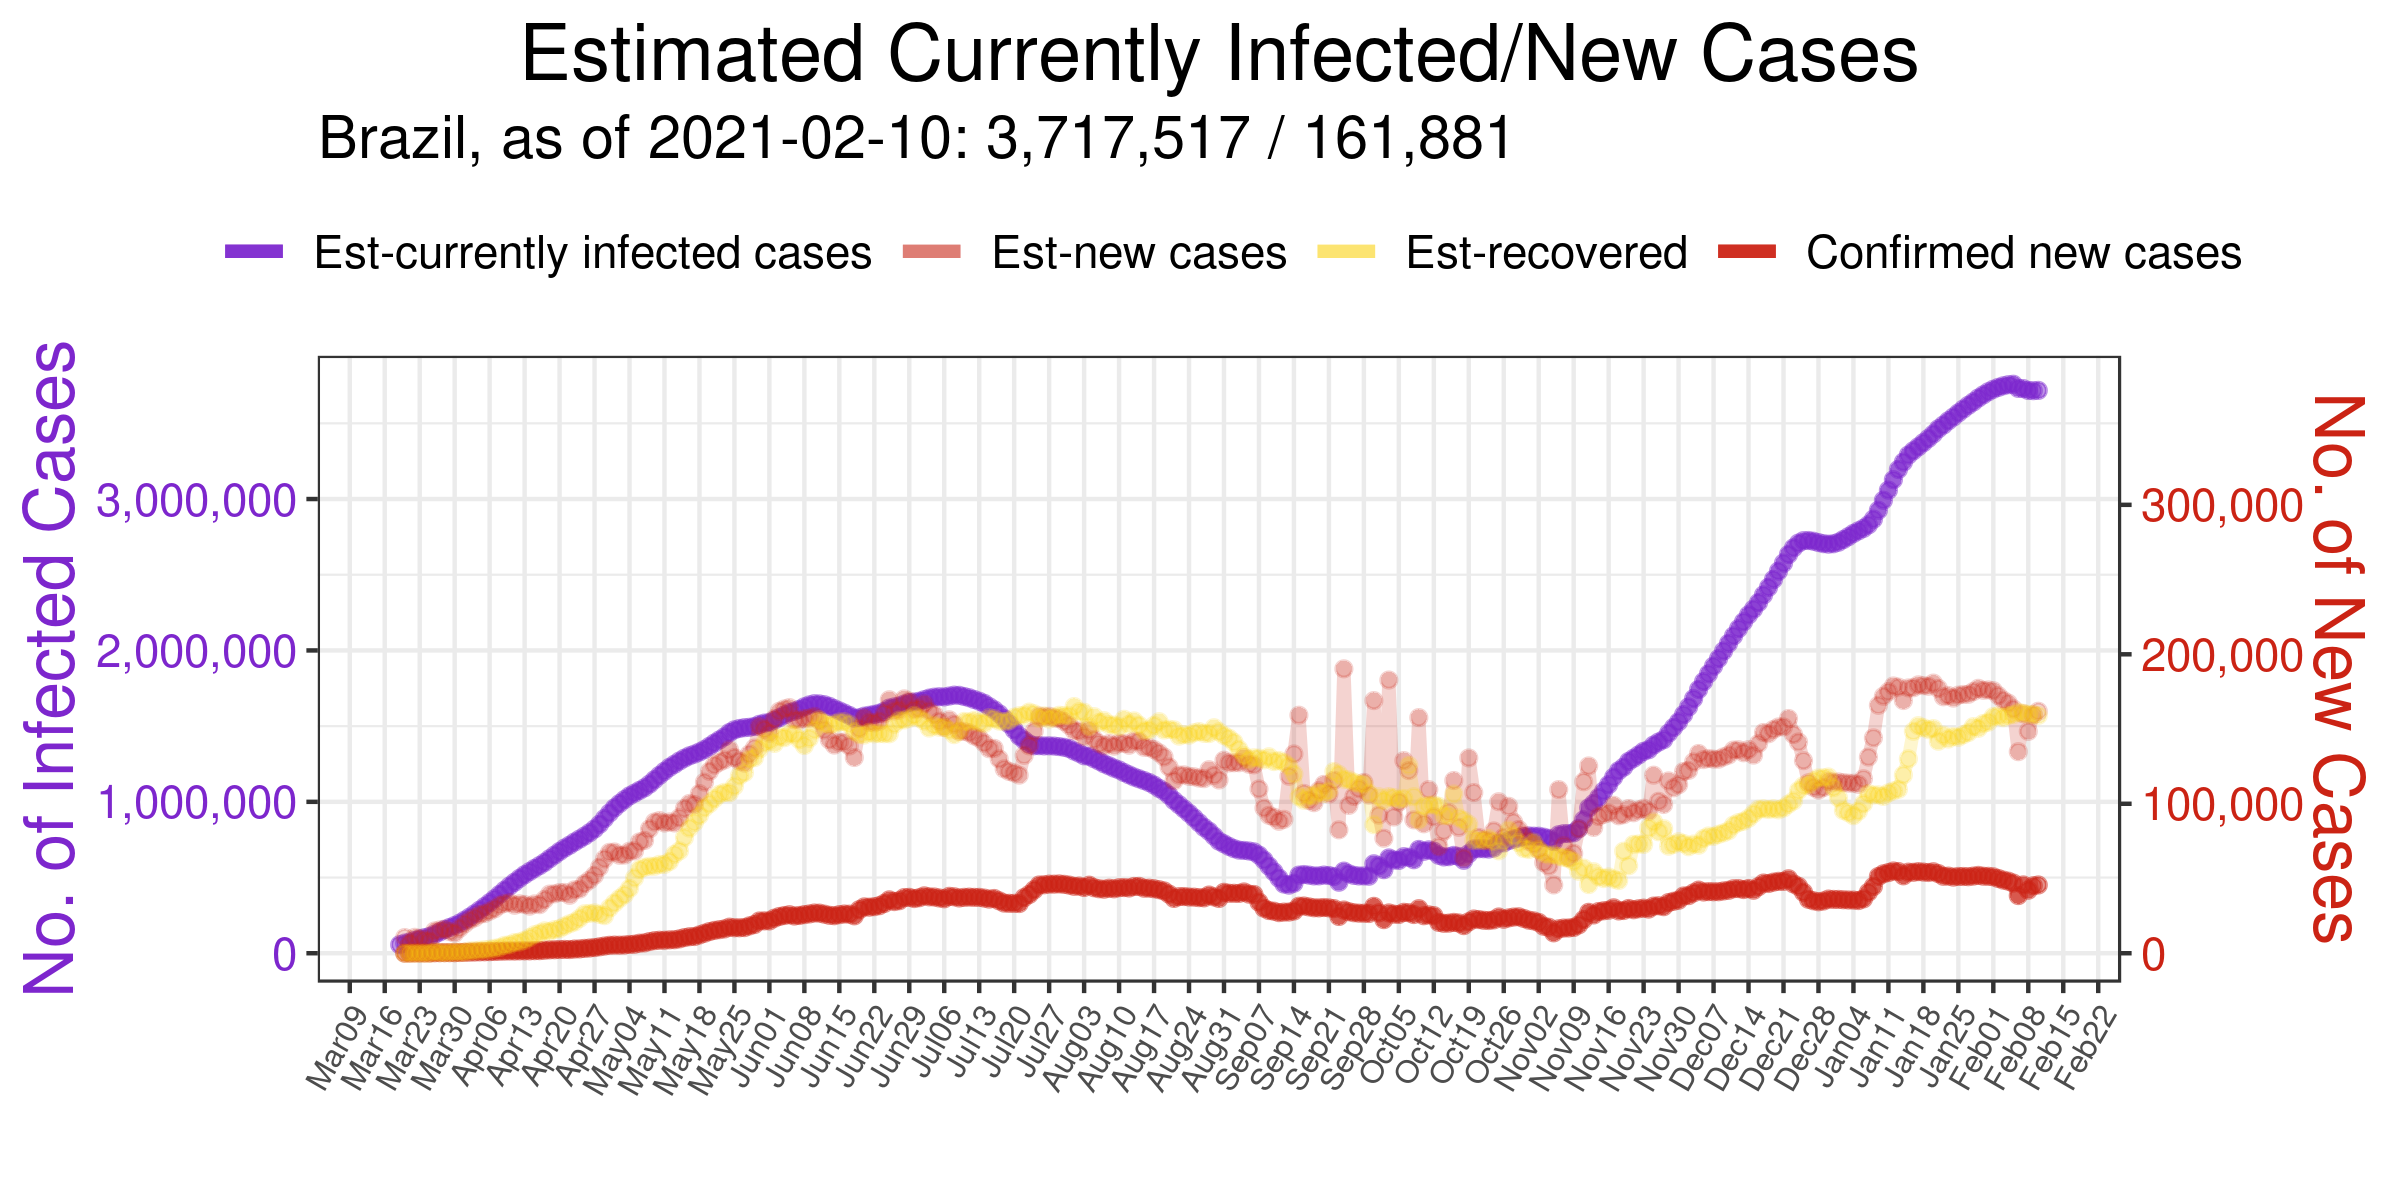 Estimated Currently Infected/New Cases
Brazil, as of 2021-02-10: 3,717,517 / 161,881
Est-currently infected cases Est-new cases Est-recovered Confirmed new cases
No. of Infected Cases
3,000,000
2,000,000
1,000,000
0
300,000
200,000
100,000
0
No. of New Cases
Mar09 Mar16 Mar23 Mar30 Apr06 Apr13 Apr20 Apr27 May04 May11 May18 May25 Jun01 Jun08 Jun15 Jun22 Jun29 Jul06 Jul13 Jul20 Jul27 Aug03 Aug10 Aug17 Aug24 Aug31 Sep07 Sep14 Sep21 Sep28 Oct05 Oct12 Oct19 Oct26 Nov02 Nov09 Nov16 Nov23 Nov30 Dec07 Dec14 Dec21 Dec28 Jan04 Jan11 Jan18 Jan25 Feb01 Feb08 Feb15 Feb22